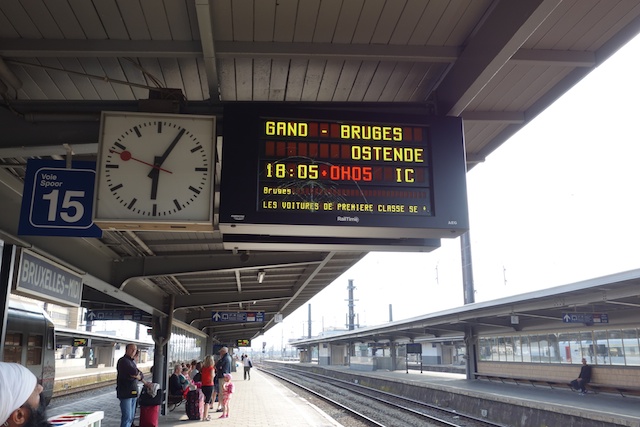 GAND - BRUGES
OSTENDE
18:05 +0H05 IC
Bruges
LES VOITURES DE PREMIERE CLASSE SE
Voie
Spoor
15
BRUXELLES-MIDI